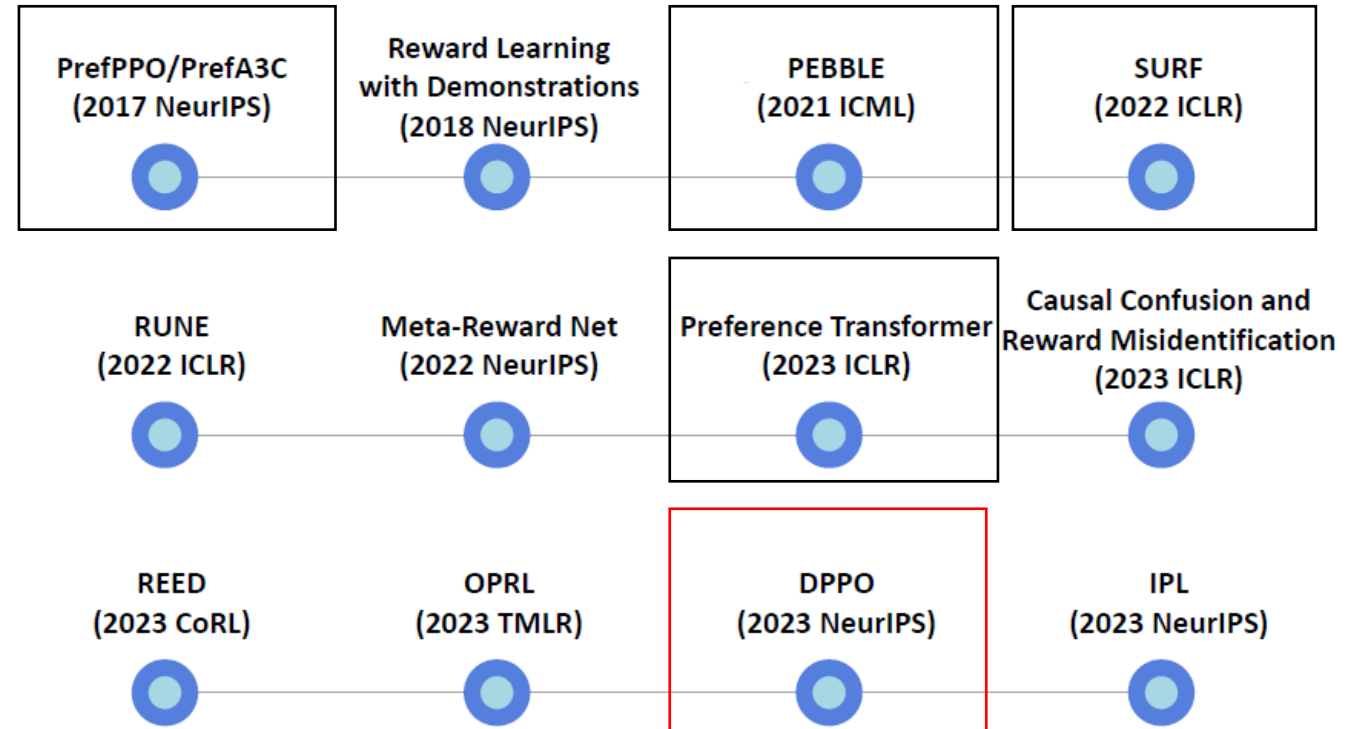 PrefPPO/PrefA3C
(2017 NeurIPS)
Reward Learning
with Demonstrations
(2018 NeurIPS)
PEBBLE
(2021 ICML)
SURF
(2022 ICLR)
RUNE
(2022 ICLR)
Meta-Reward Net
(2022 NeurIPS)
Preference Transformer
(2023 ICLR)
Causal Confusion and
Reward Misidentification
(2023 ICLR)
REED
(2023 CoRL)
OPRL
(2023 TMLR)
DPPO
(2023 NeurIPS)
IPL
(2023 NeurIPS)